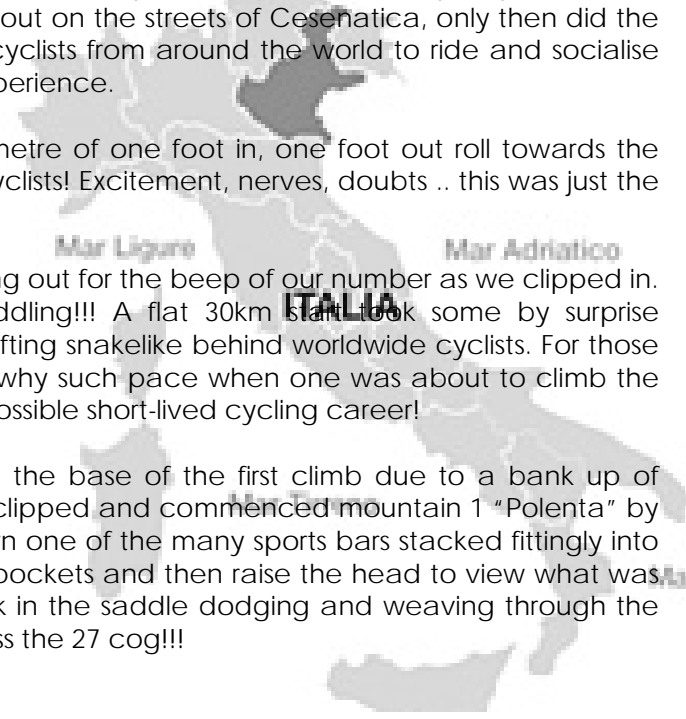 out on the streets of Cesenatica, only then did the
cyclists from around the world to ride and socialise
perience.
netre of one foot in, one foot out roll towards the
yclists! Excitement, nerves, doubts .. this was just the
Mar Ligure
Mar Adriatico
ng out for the beep of our number as we clipped in.
ddling!!! A flat 30km start took some by surprise
ITALIA
fting snakelike behind worldwide cyclists. For those
why such pace when one was about to climb the
ossible short-lived cycling career!
the base of the first climb due to a bank up of
clipped and commenced mountain 1 “Polenta” by
Mar Tirreno
n one of the many sports bars stacked fittingly into
pockets and then raise the head to view what was
k in the saddle dodging and weaving through the
ss the 27 cog!!!